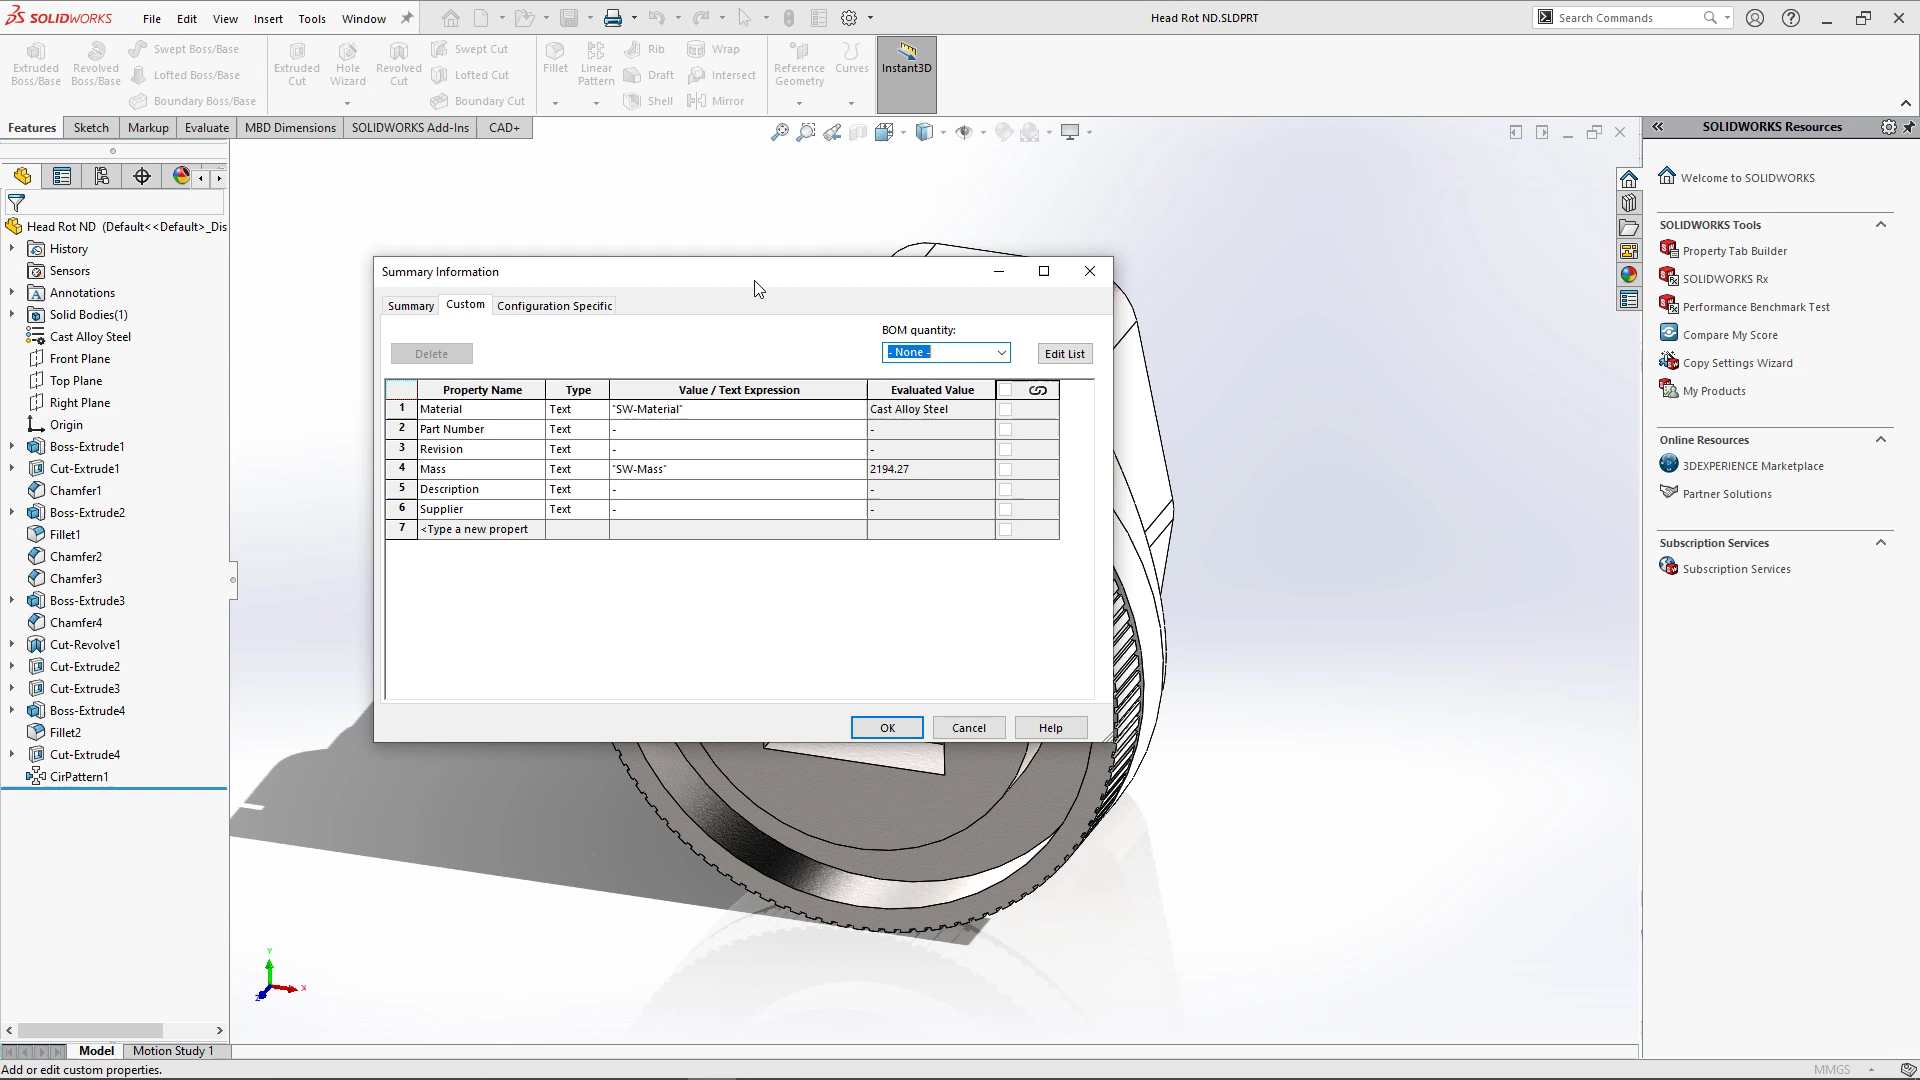 SOLIDWORKS
File Edit View Insert Tools Window
Head Rot ND.SLDPRT
Search Commands
Extruded Boss/Base
Revolved Boss/Base
Swept Boss/Base
Lofted Boss/Base
Boundary Boss/Base
Extruded Cut
Hole Wizard
Revolved Cut
Swept Cut
Lofted Cut
Boundary Cut
Fillet
Linear Pattern
Rib
Draft
Shell
Wrap
Intersect
Mirror
Reference Geometry
Curves
Instant3D
Features Sketch Markup Evaluate MBD Dimensions SOLIDWORKS Add-Ins CAD+
Head Rot ND (Default<<Default>_Dis
History
Sensors
Annotations
Solid Bodies(1)
Cast Alloy Steel
Front Plane
Top Plane
Right Plane
Origin
Boss-Extrude1
Cut-Extrude1
Chamfer1
Boss-Extrude2
Fillet1
Chamfer2
Chamfer3
Boss-Extrude3
Chamfer4
Cut-Revolve1
Cut-Extrude2
Cut-Extrude3
Boss-Extrude4
Fillet2
Cut-Extrude4
CirPattern1
Summary Information
Summary Custom Configuration Specific
BOM quantity:
Delete - None - Edit List
Property Name Type Value / Text Expression Evaluated Value
1 Material Text "SW-Material" Cast Alloy Steel
2 Part Number Text - -
3 Revision Text - -
4 Mass Text "SW-Mass" 2194.27
5 Description Text - -
6 Supplier Text - -
7 <Type a new propert
OK Cancel Help
Y
X
Z
SOLIDWORKS Resources
Welcome to SOLIDWORKS
SOLIDWORKS Tools
Property Tab Builder
SOLIDWORKS Rx
Performance Benchmark Test
Compare My Score
Copy Settings Wizard
My Products
Online Resources
3DEXPERIENCE Marketplace
Partner Solutions
Subscription Services
Subscription Services
Model Motion Study 1
Add or edit custom properties.
MMGS